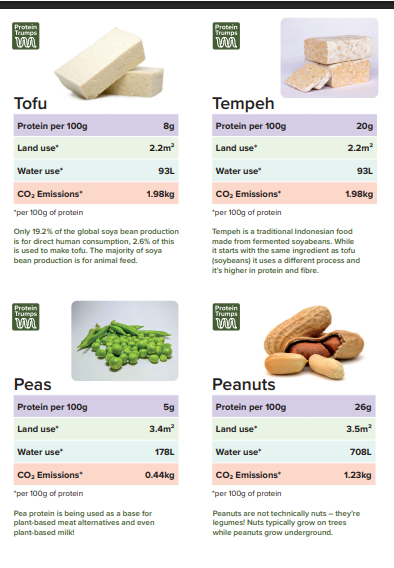 Protein
Trumps
Tofu
Protein per 100g 8g
Land use* 2.2m²
Water use* 93L
CO₂ Emissions* 1.98kg
*per 100g of protein
Only 19.2% of the global soya bean production
is for direct human consumption, 2.6% of this
is used to make tofu. The majority of soya
bean production is for animal feed.
Protein
Trumps
Tempeh
Protein per 100g 20g
Land use* 2.2m²
Water use* 93L
CO₂ Emissions* 1.98kg
*per 100g of protein
Tempeh is a traditional Indonesian food
made from fermented soyabeans. While
it starts with the same ingredient as tofu
(soybeans) it uses a different process and
it's higher in protein and fibre.
Protein
Trumps
Peas
Protein per 100g 5g
Land use* 3.4m²
Water use* 178L
CO₂ Emissions* 0.44kg
*per 100g of protein
Pea protein is being used as a base for
plant-based meat alternatives and even
plant-based milk!
Protein
Trumps
Peanuts
Protein per 100g 26g
Land use* 3.5m²
Water use* 708L
CO₂ Emissions* 1.23kg
*per 100g of protein
Peanuts are not technically nuts – they're
legumes! Nuts typically grow on trees
while peanuts grow underground.